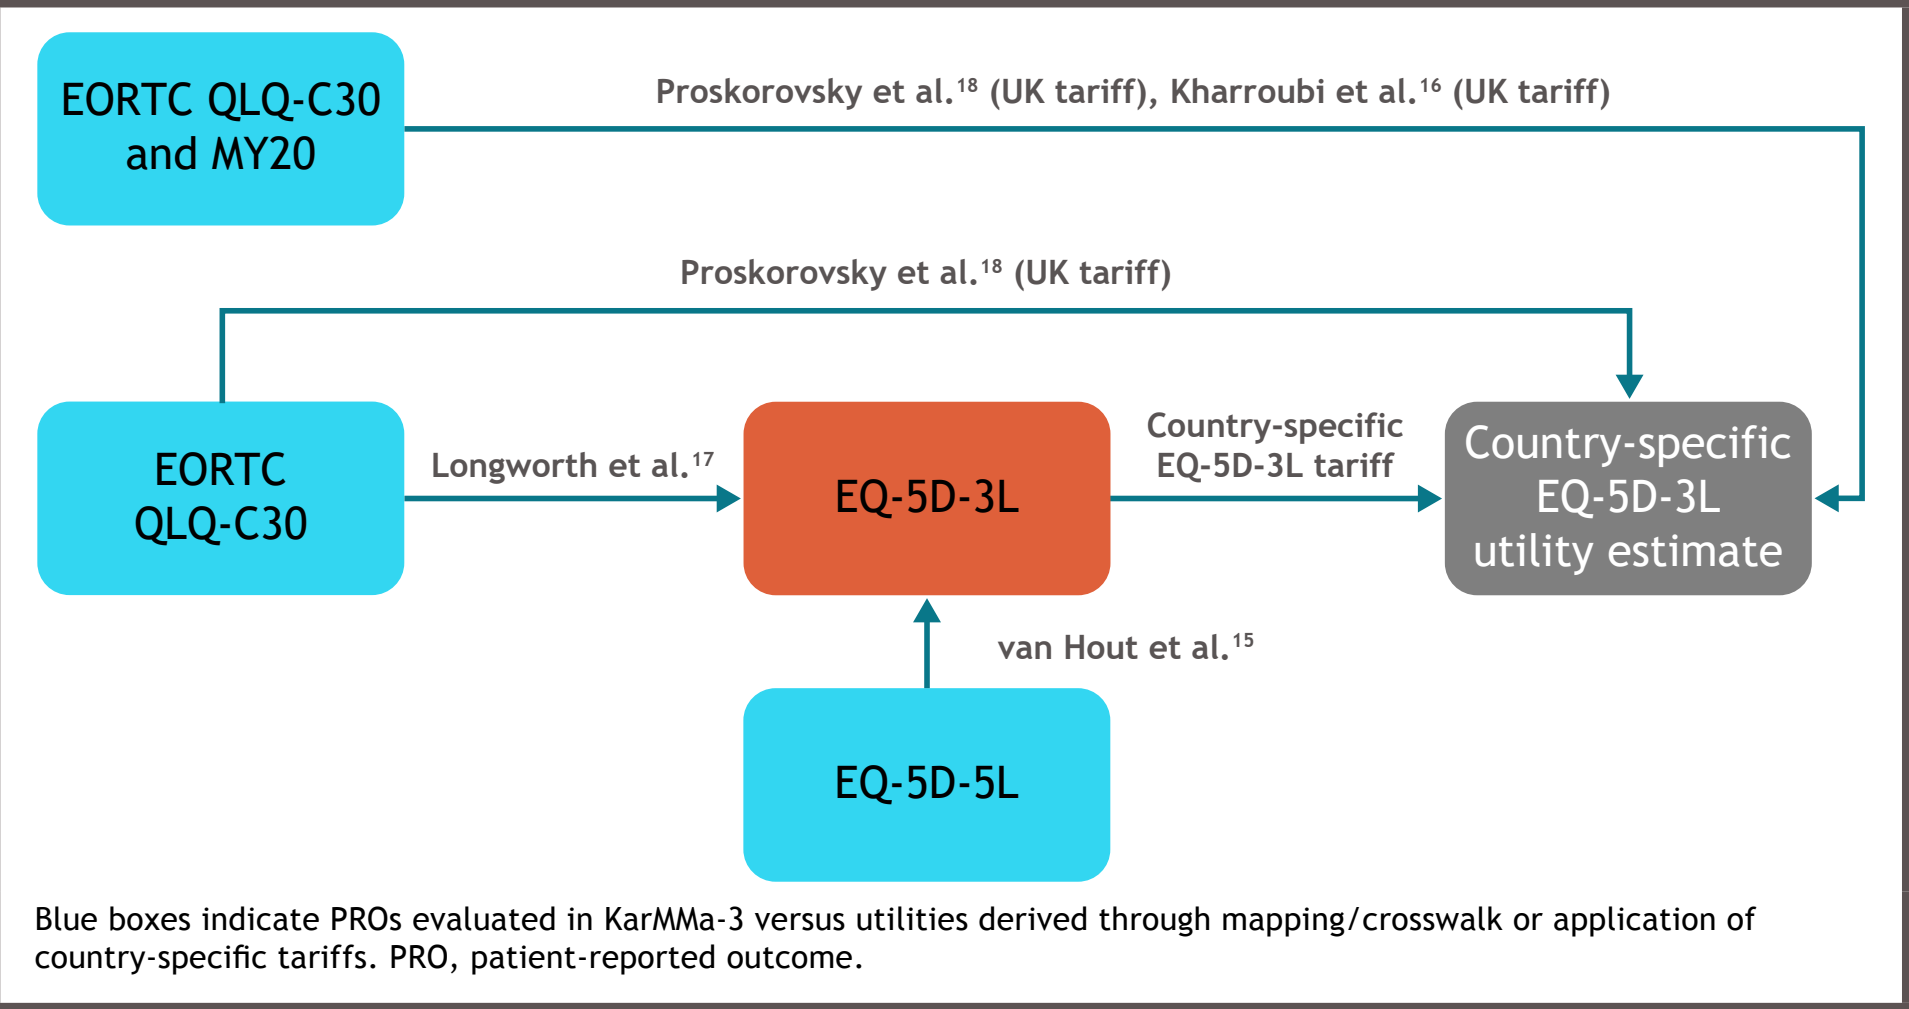 EORTC QLQ-C30
and MY20
Proskorovsky et al.18 (UK tariff), Kharroubi et al.16 (UK tariff)
Proskorovsky et al.18 (UK tariff)
EORTC
QLQ-C30
Longworth et al.17
EQ-5D-3L
Country-specific
EQ-5D-3L tariff
Country-specific
EQ-5D-3L
utility estimate
van Hout et al.15
EQ-5D-5L
Blue boxes indicate PROs evaluated in KarMMa-3 versus utilities derived through mapping/crosswalk or application of
country-specific tariffs. PRO, patient-reported outcome.